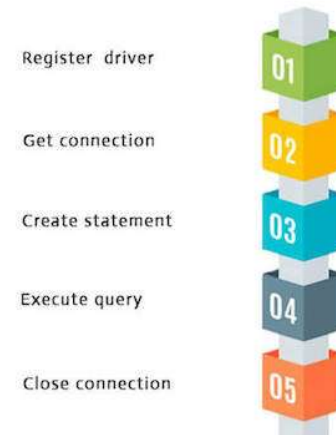 Register driver
01
Get connection
02
Create statement
03
Execute query
04
Close connection
05